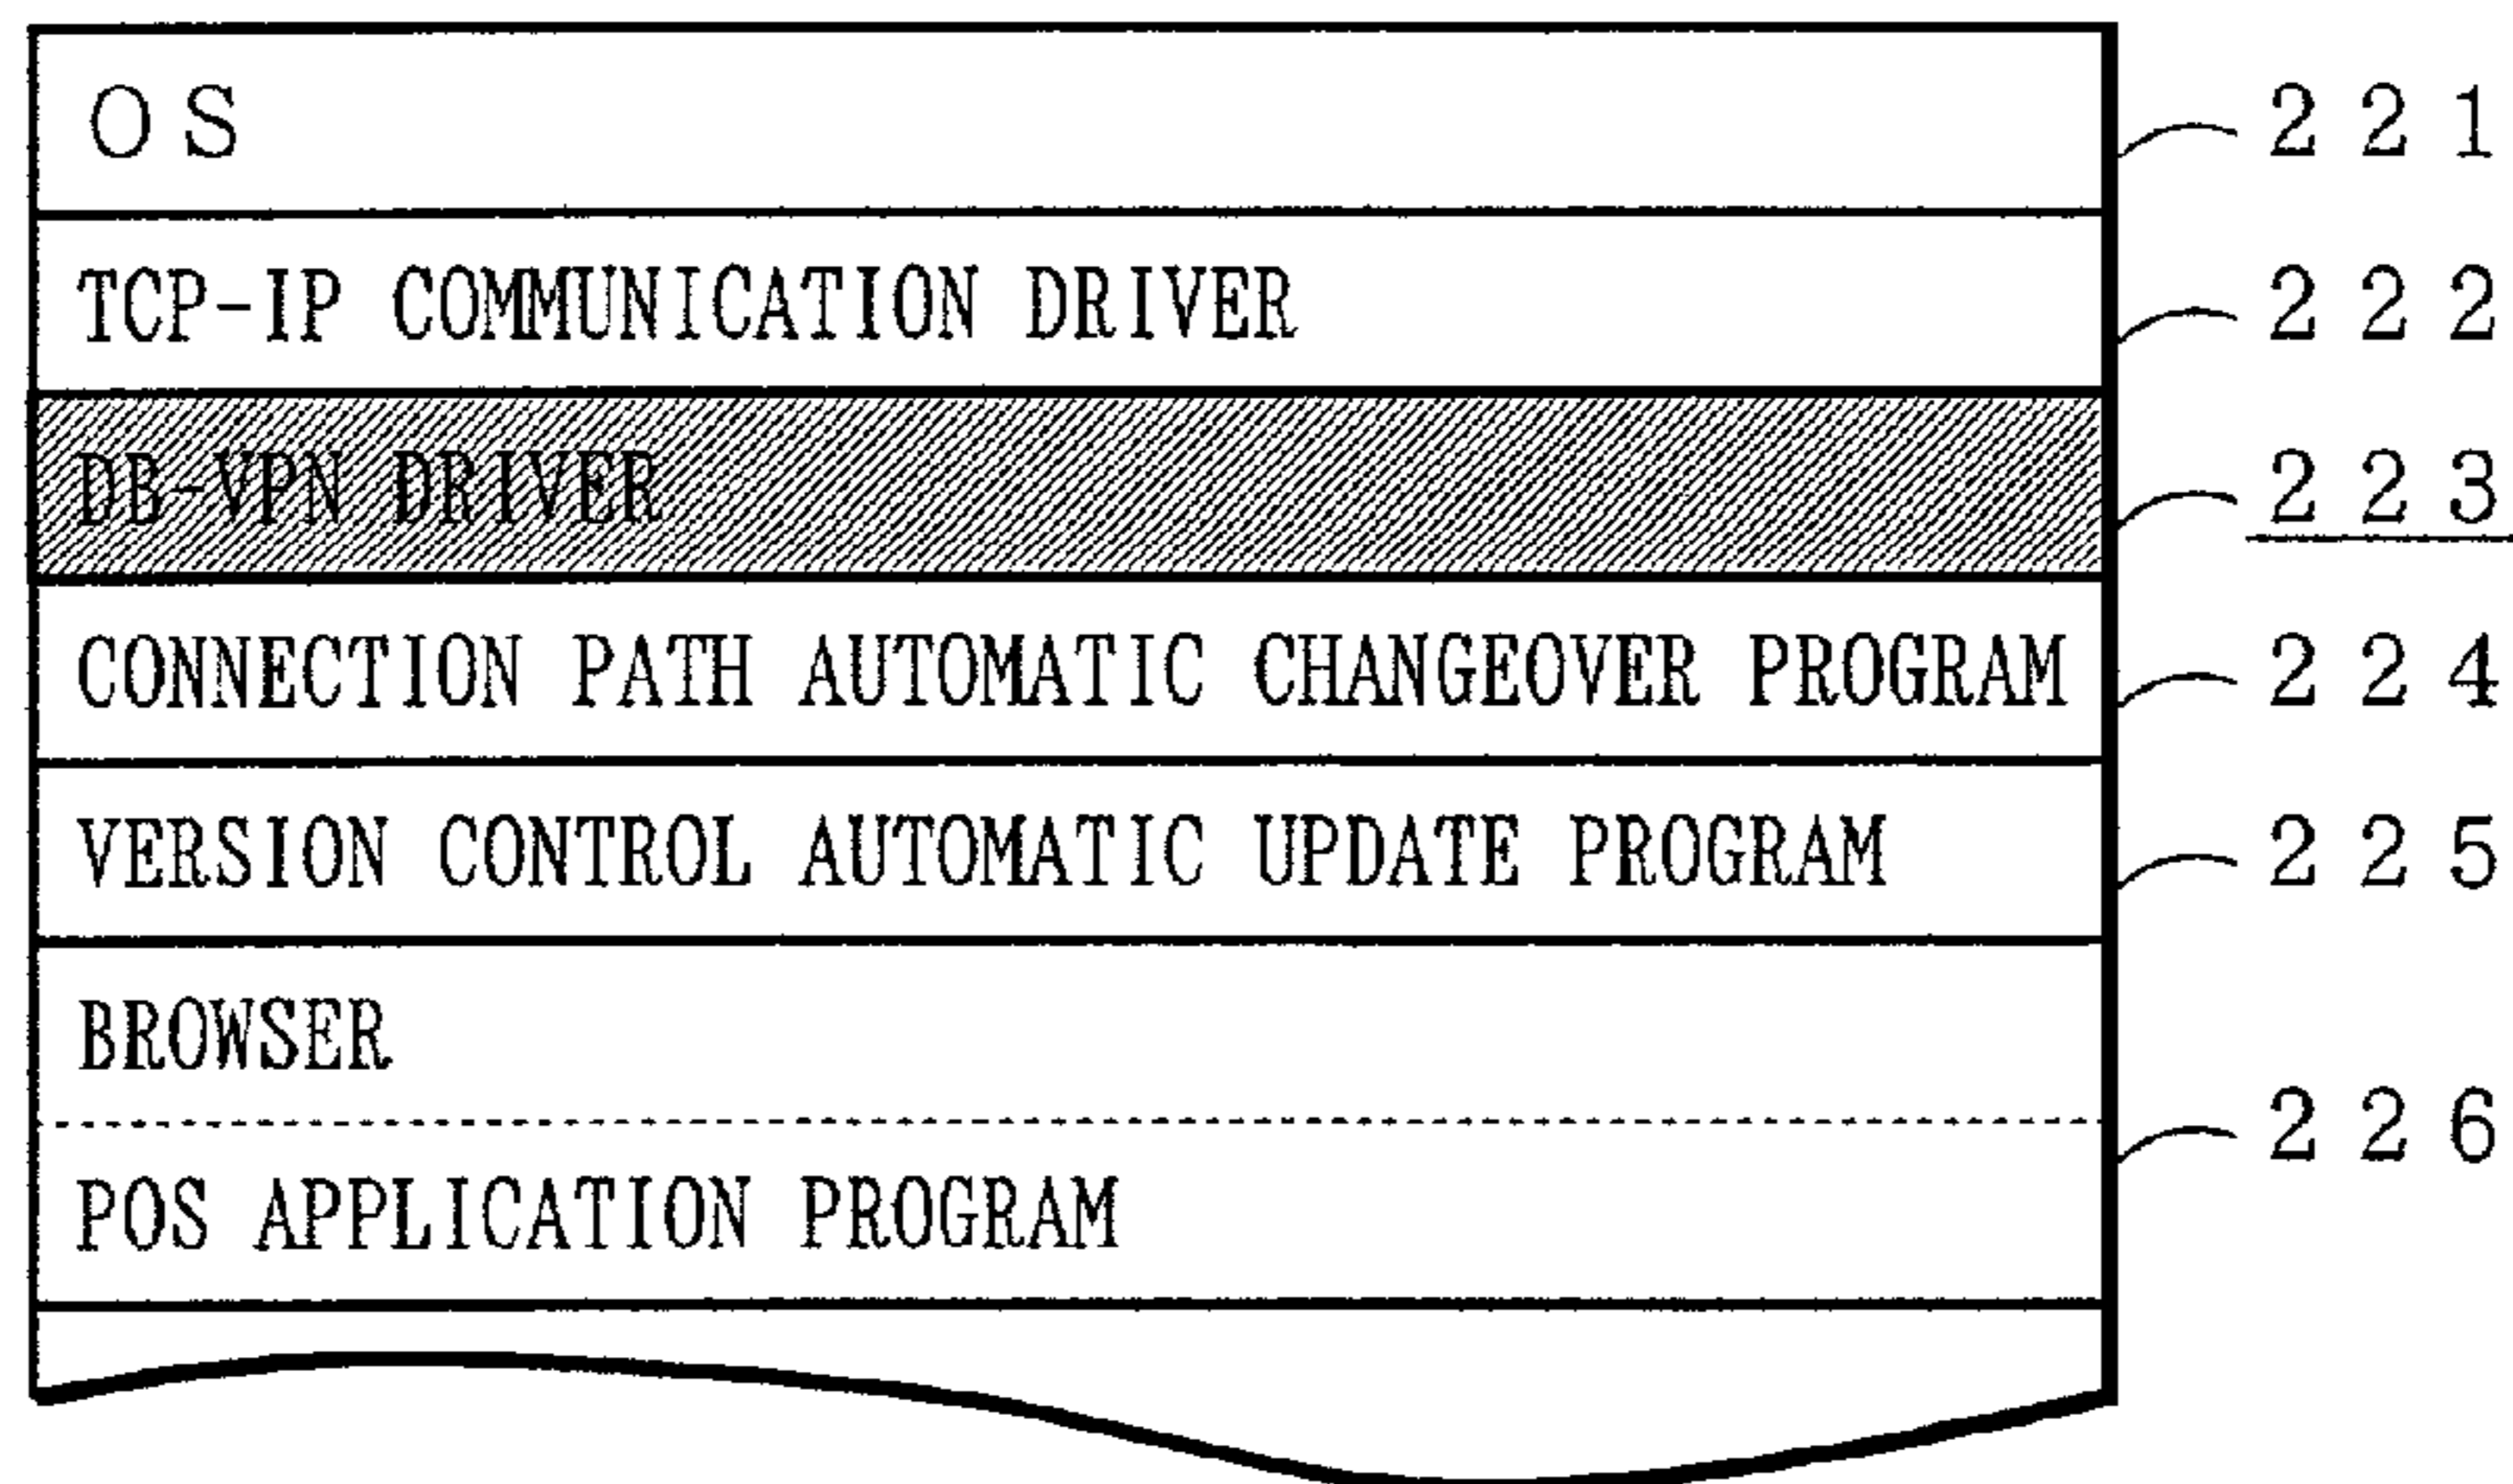 OS 221
TCP-IP COMMUNICATION DRIVER 222
DB-VPN DRIVER 223
CONNECTION PATH AUTOMATIC CHANGEOVER PROGRAM 224
VERSION CONTROL AUTOMATIC UPDATE PROGRAM 225
BROWSER
226
POS APPLICATION PROGRAM